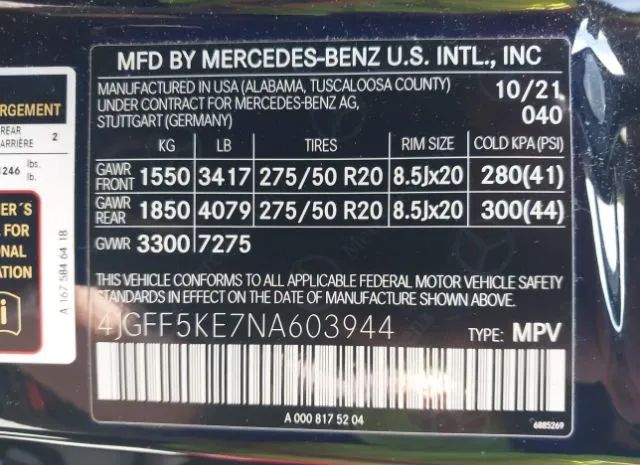 MFD BY MERCEDES-BENZ U.S. INTL., INC
MANUFACTURED IN USA (ALABAMA, TUSCALOOSA COUNTY)
UNDER CONTRACT FOR MERCEDES-BENZ AG,
STUTTGART (GERMANY)
10/21
040
KG LB TIRES RIM SIZE COLD KPA(PSI)
GAWR FRONT 1550 3417 275/50 R20 8.5Jx20 280(41)
GAWR REAR 1850 4079 275/50 R20 8.5Jx20 300(44)
GVWR 3300 7275
THIS VEHICLE CONFORMS TO ALL APPLICABLE FEDERAL MOTOR VEHICLE SAFETY
STANDARDS IN EFFECT ON THE DATE OF MANUFACTURE SHOWN ABOVE.
4JGFF5KE7NA603944
TYPE: MPV
A 000 817 52 04
6885269
ARGEMENT
REAR
ARRIÈRE 2
1246 lbs.
lb.
ER'S
L FOR
ONAL
ATION
i
A 167 584 64 18